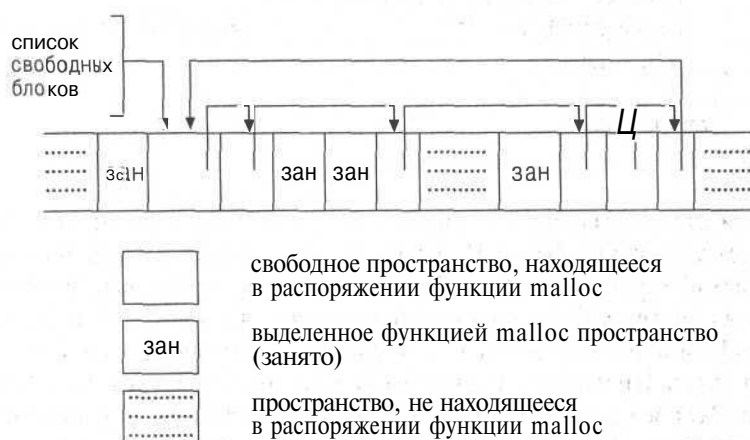 список
свободных
блоков
Ц
зан
зан
зан
зан
свободное пространство, находящееся
в распоряжении функции malloc
зан
выделенное функцией malloc пространство
(занято)
пространство, не находящееся
в распоряжении функции malloc